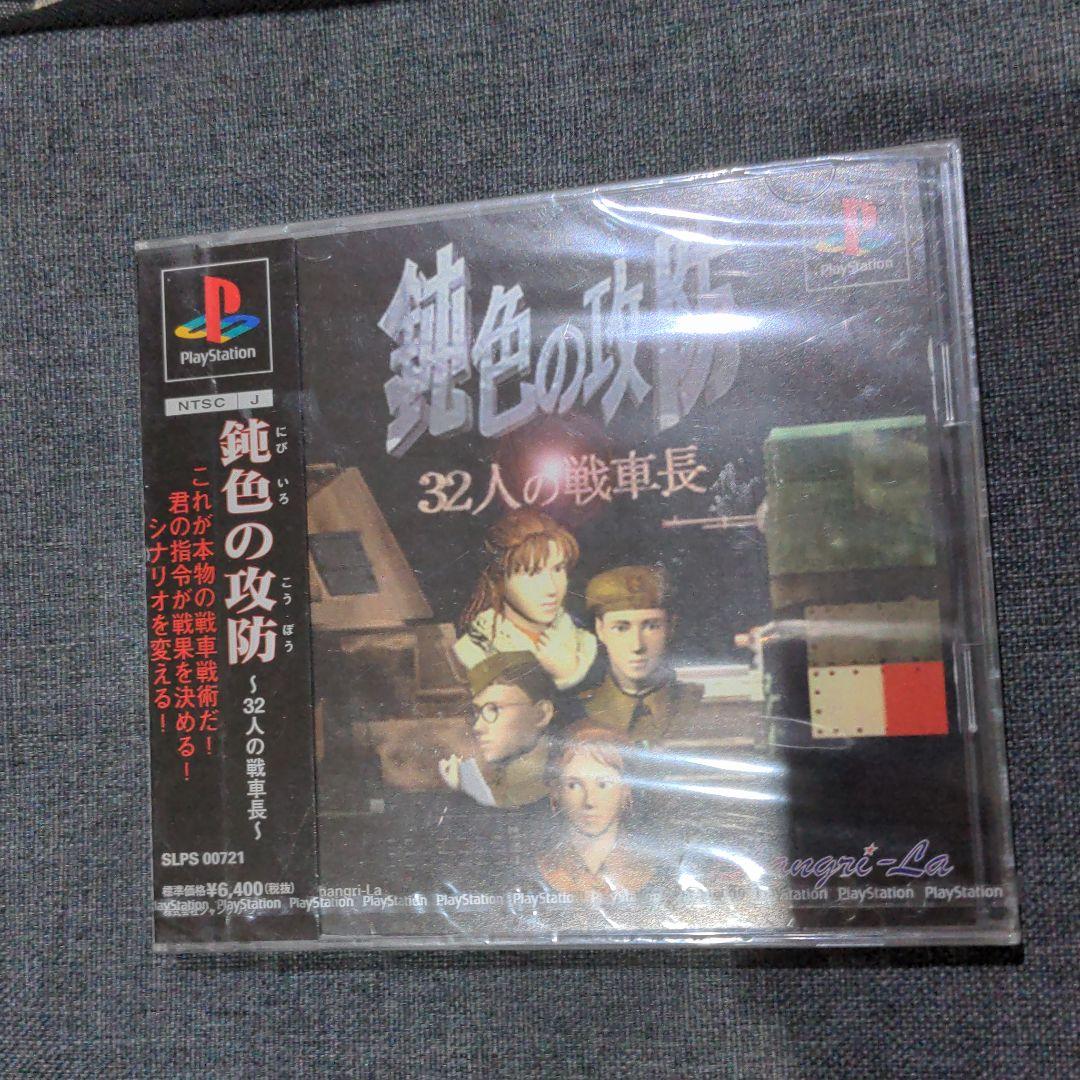 PlayStation
NTSC J
鈍色の攻防
にび いろ こう ぼう
～32人の戦車長～
これが本物の戦車戦術だ！
君の指令が戦果を決める！
シナリオを変える！
SLPS 00721
標準価格¥6,400(税抜)
PlayStation
鈍色の攻防
32人の戦車長
angri-La
hangri-La
PlayStation PlayStation PlayStation PlayStation PlayStation PlayStation PlayStation